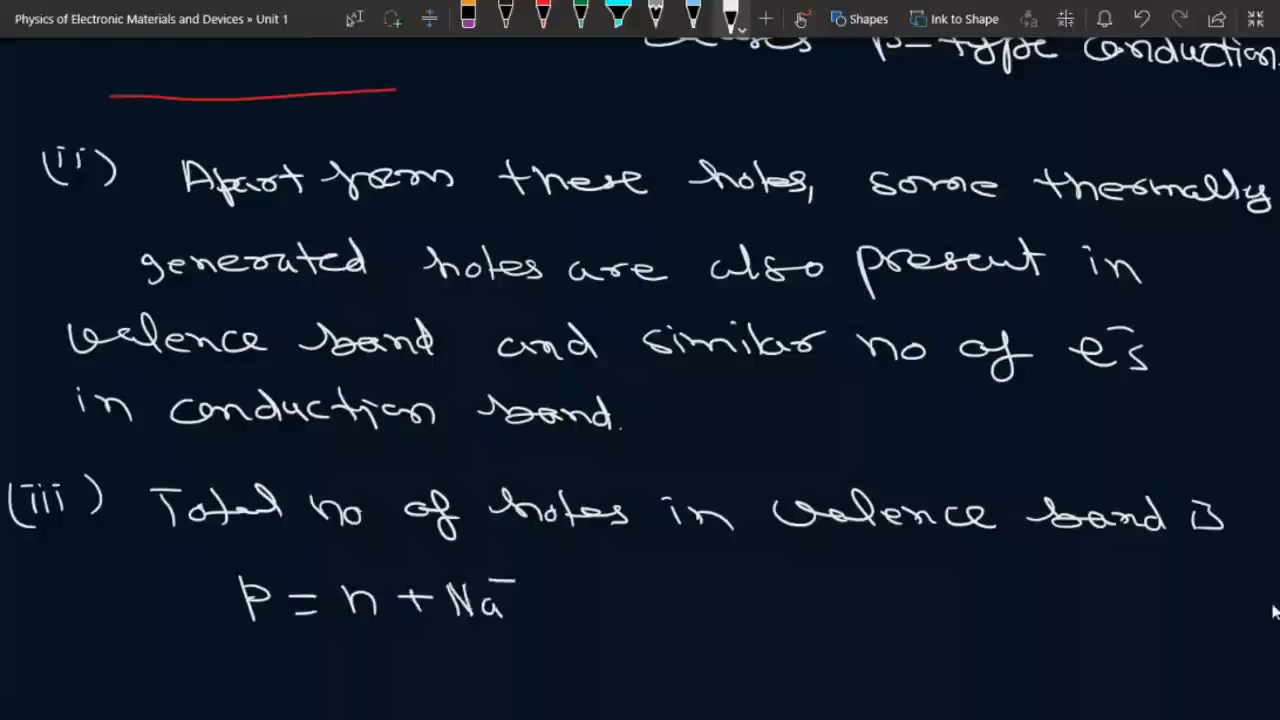 Physics of Electronic Materials and Devices » Unit 1
Shapes
Ink to Shape
p-type conduction.
(ii) Apart from these holes, some thermally
generated holes are also present in
valence band and similar no of e⁻s
in conduction band.
(iii) Total no of holes in valence band is
p = n + Na⁻